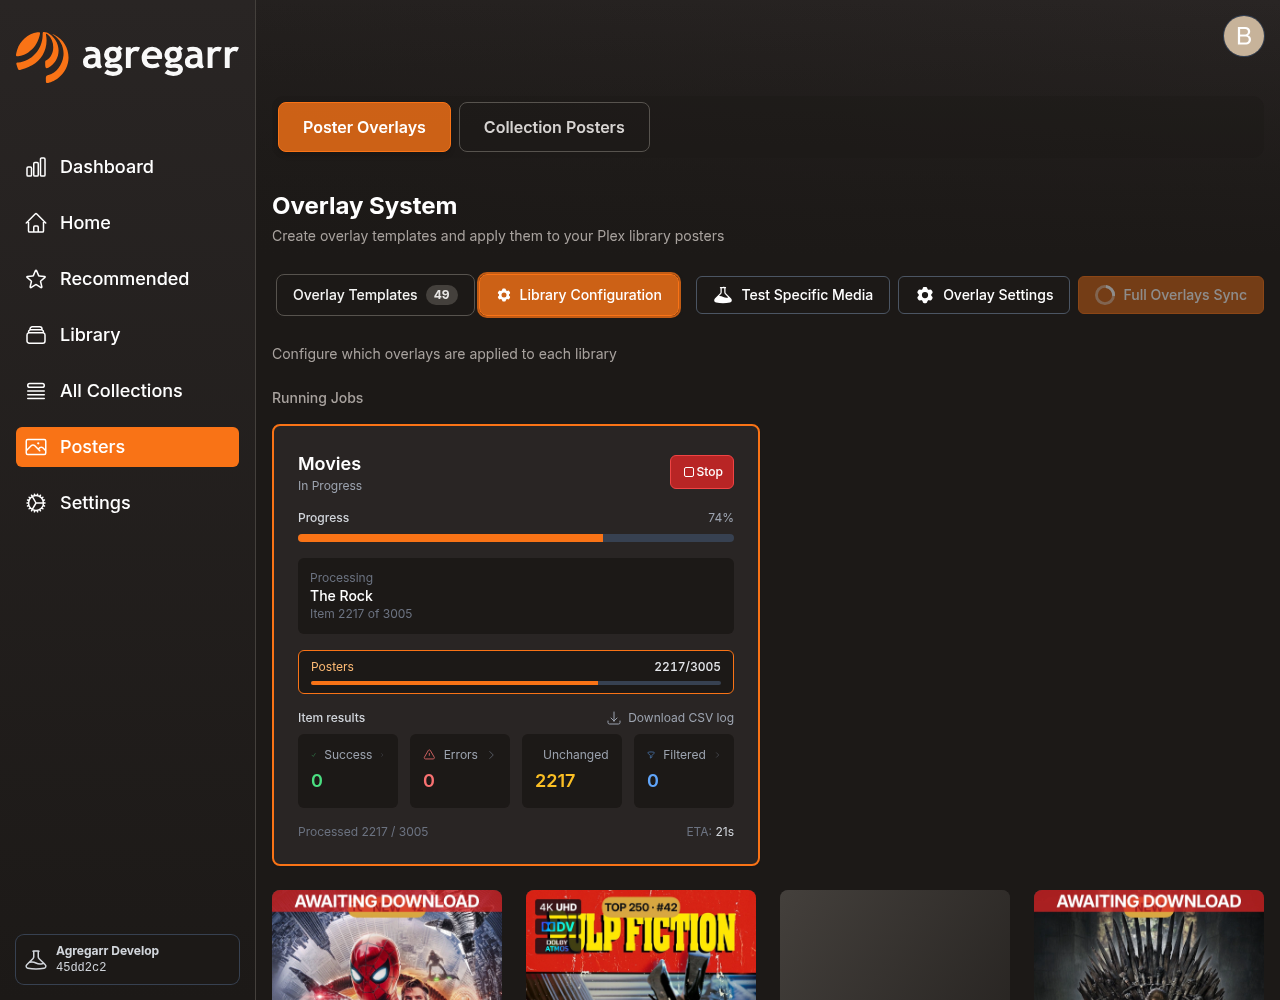 agregarr
B
Dashboard
Home
Recommended
Library
All Collections
Posters
Settings
Agregarr Develop
45dd2c2
Poster Overlays
Collection Posters
Overlay System
Create overlay templates and apply them to your Plex library posters
Overlay Templates 49
Library Configuration
Test Specific Media
Overlay Settings
Full Overlays Sync
Configure which overlays are applied to each library
Running Jobs
Movies
In Progress
Stop
Progress 74%
Processing
The Rock
Item 2217 of 3005
Posters 2217/3005
Item results
Download CSV log
Success
0
Errors
0
Unchanged
2217
Filtered
0
Processed 2217 / 3005
ETA: 21s
AWAITING DOWNLOAD
4K UHD
TOP 250 · #42
DV
DOLBY
ATMOS
LP FICTION
AWAITING DOWNLOAD